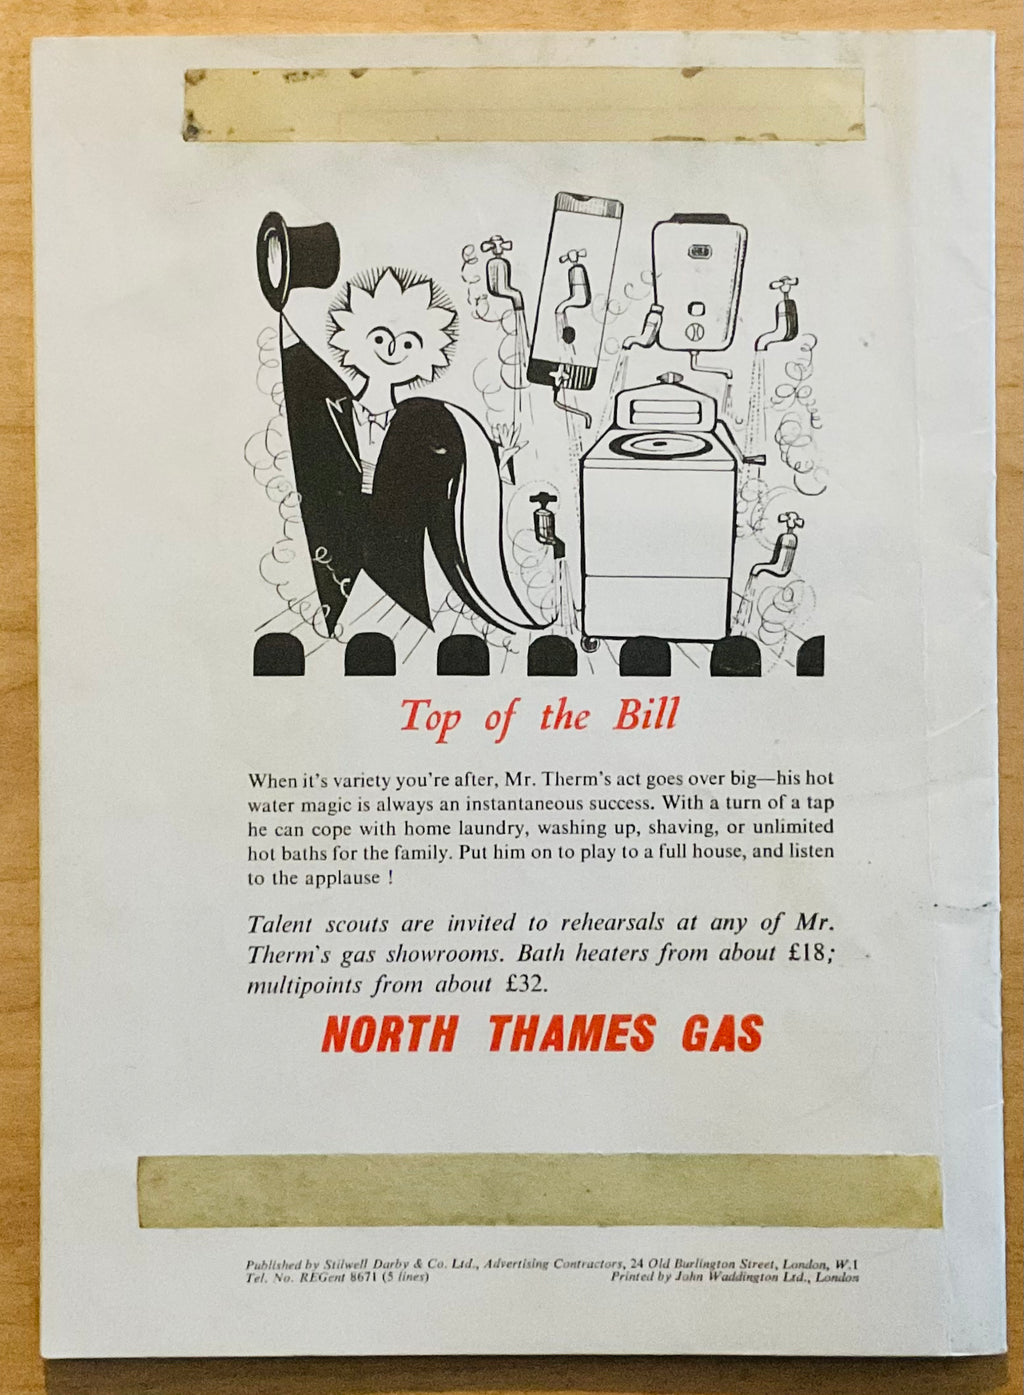 Top of the Bill
When it's variety you're after, Mr. Therm's act goes over big—his hot
water magic is always an instantaneous success. With a turn of a tap
he can cope with home laundry, washing up, shaving, or unlimited
hot baths for the family. Put him on to play to a full house, and listen
to the applause !
Talent scouts are invited to rehearsals at any of Mr.
Therm's gas showrooms. Bath heaters from about £18;
multipoints from about £32.
NORTH THAMES GAS
Published by Stilwell Darby & Co. Ltd., Advertising Contractors, 24 Old Burlington Street, London, W.1
Tel. No. REGent 8671 (5 lines) Printed by John Waddington Ltd., London